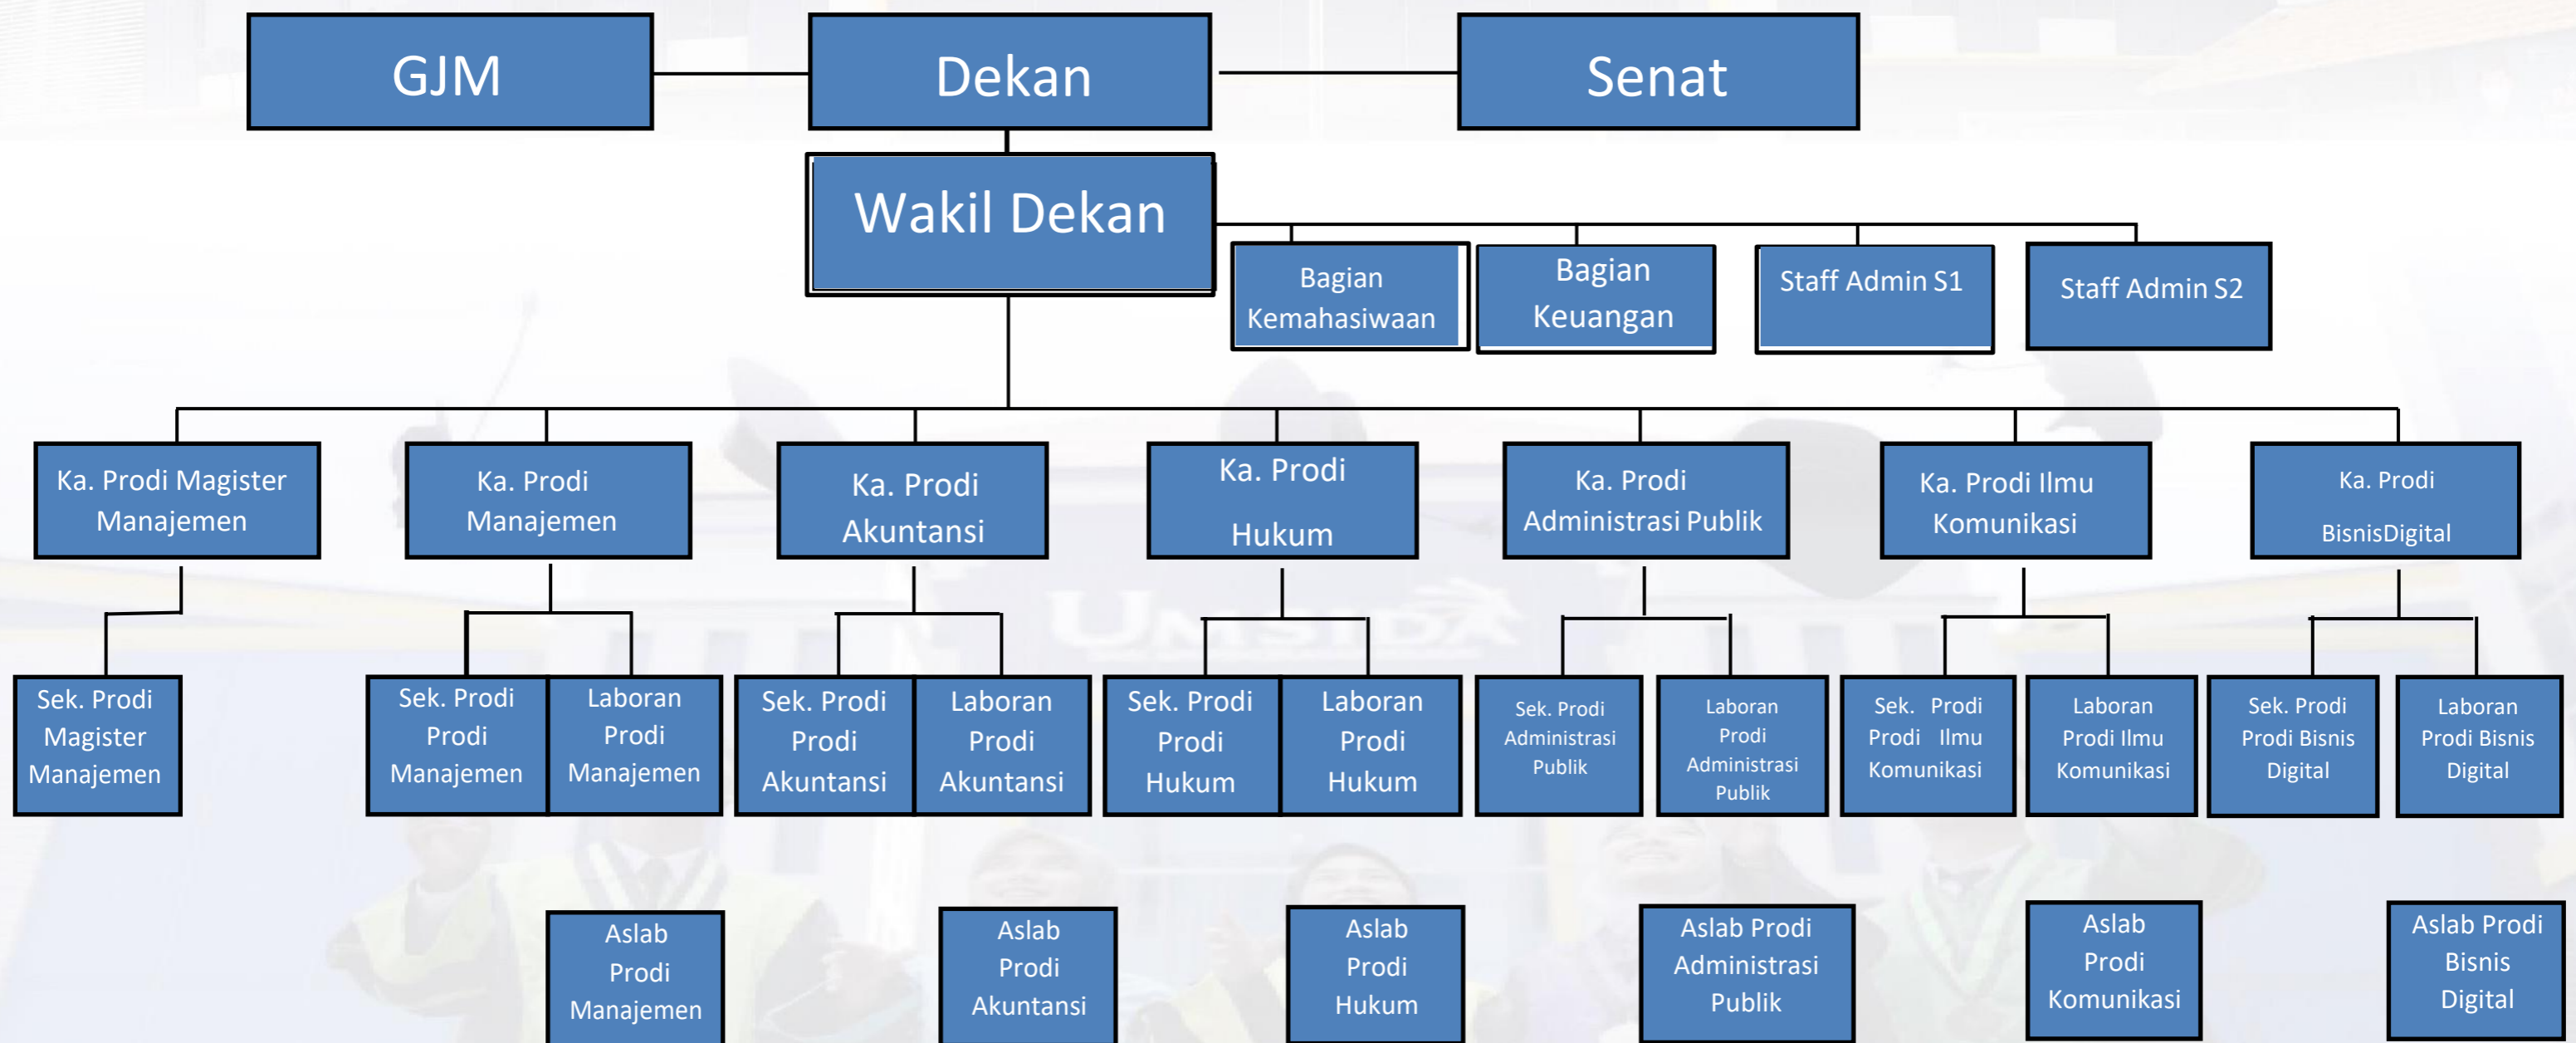 GJM
Dekan
Senat
Wakil Dekan
Bagian
Kemahasiwaan
Bagian
Keuangan
Staff Admin S1
Staff Admin S2
Ka. Prodi Magister
Manajemen
Ka. Prodi
Manajemen
Ka. Prodi
Akuntansi
Ka. Prodi
Hukum
Ka. Prodi
Administrasi Publik
Ka. Prodi Ilmu
Komunikasi
Ka. Prodi
BisnisDigital
UMSIDA
Sek. Prodi
Magister
Manajemen
Sek. Prodi
Prodi
Manajemen
Laboran
Prodi
Manajemen
Sek. Prodi
Prodi
Akuntansi
Laboran
Prodi
Akuntansi
Sek. Prodi
Prodi
Hukum
Laboran
Prodi
Hukum
Sek. Prodi
Administrasi
Publik
Laboran
Prodi
Administrasi
Publik
Sek. Prodi
Prodi Ilmu
Komunikasi
Laboran
Prodi Ilmu
Komunikasi
Sek. Prodi
Prodi Bisnis
Digital
Laboran
Prodi Bisnis
Digital
Aslab
Prodi
Manajemen
Aslab
Prodi
Akuntansi
Aslab
Prodi
Hukum
Aslab Prodi
Administrasi
Publik
Aslab
Prodi
Komunikasi
Aslab Prodi
Bisnis
Digital